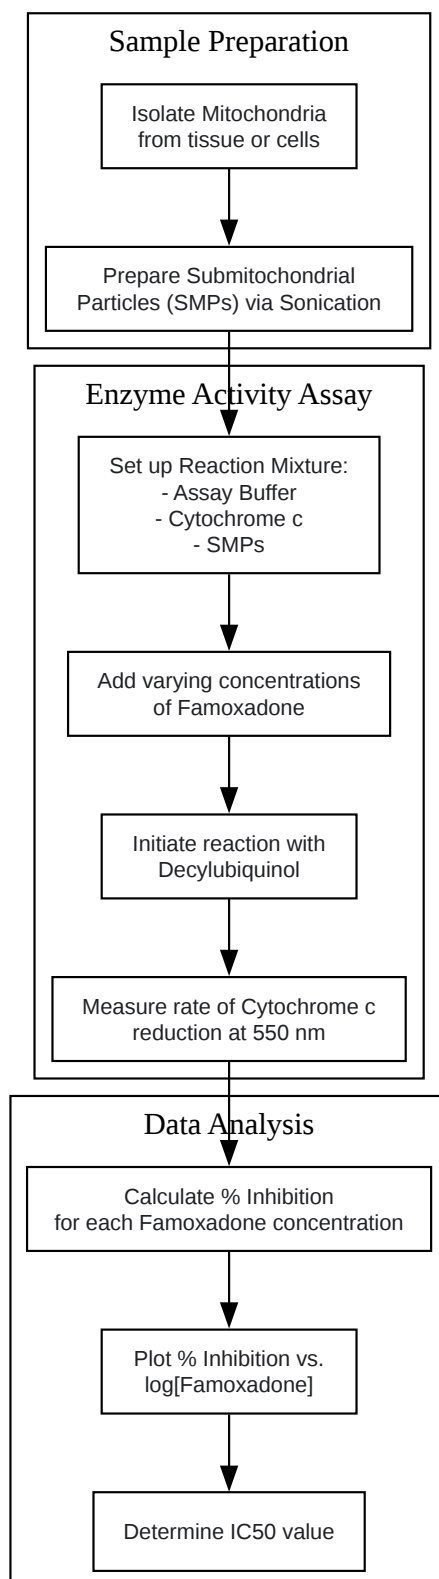 Sample Preparation
Isolate Mitochondria
from tissue or cells
Prepare Submitochondrial
Particles (SMPs) via Sonication
Enzyme Activity Assay
Set up Reaction Mixture:
- Assay Buffer
- Cytochrome c
- SMPs
Add varying concentrations
of Famoxadone
Initiate reaction with
Decylubiquinol
Measure rate of Cytochrome c
reduction at 550 nm
Data Analysis
Calculate % Inhibition
for each Famoxadone concentration
Plot % Inhibition vs.
log[Famoxadone]
Determine IC50 value